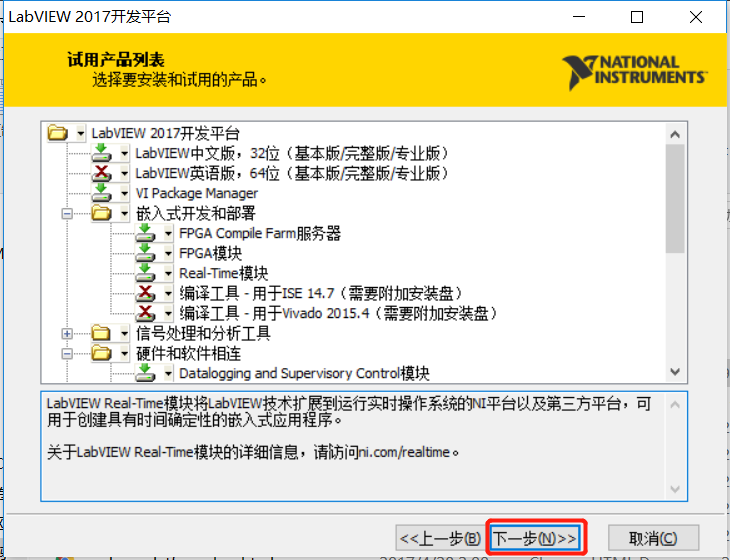 LabVIEW 2017开发平台
试用产品列表
选择要安装和试用的产品。
NATIONAL
INSTRUMENTS
LabVIEW 2017开发平台
LabVIEW中文版，32位（基本版/完整版/专业版）
LabVIEW英语版，64位（基本版/完整版/专业版）
VI Package Manager
嵌入式开发和部署
FPGA Compile Farm服务器
FPGA模块
Real-Time模块
编译工具 - 用于ISE 14.7（需要附加安装盘）
编译工具 - 用于Vivado 2015.4（需要附加安装盘）
信号处理和分析工具
硬件和软件相连
Datalogging and Supervisory Control模块
LabVIEW Real-Time模块将LabVIEW技术扩展到运行实时操作系统的NI平台以及第三方平台，可
用于创建具有时间确定性的嵌入式应用程序。
关于LabVIEW Real-Time模块的详细信息，请访问ni.com/realtime。
<<上一步(B) 下一步(N)>> 取消(C)